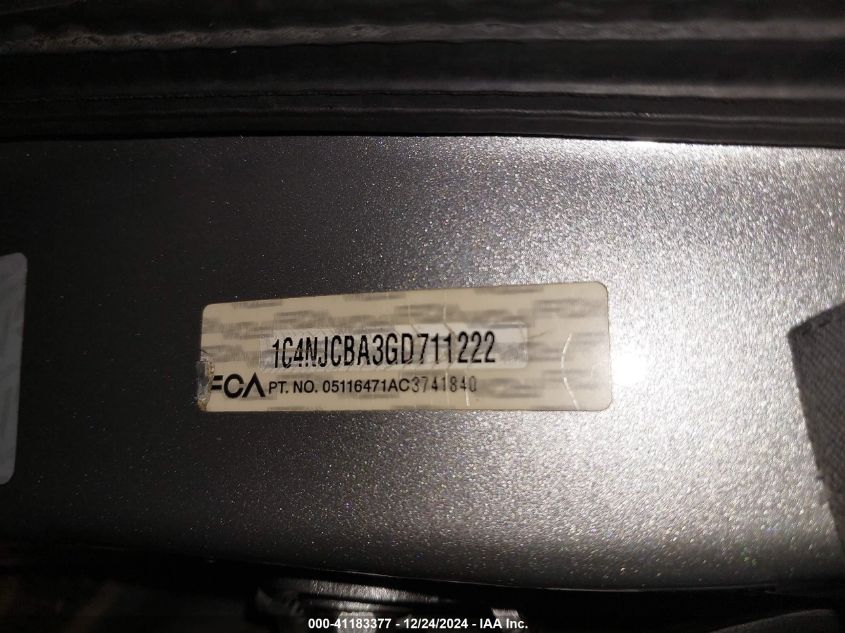 1C4NJCBA3GD711222
FCA PT. NO. 05116471AC3741840
000-41183377 - 12/24/2024 - IAA Inc.